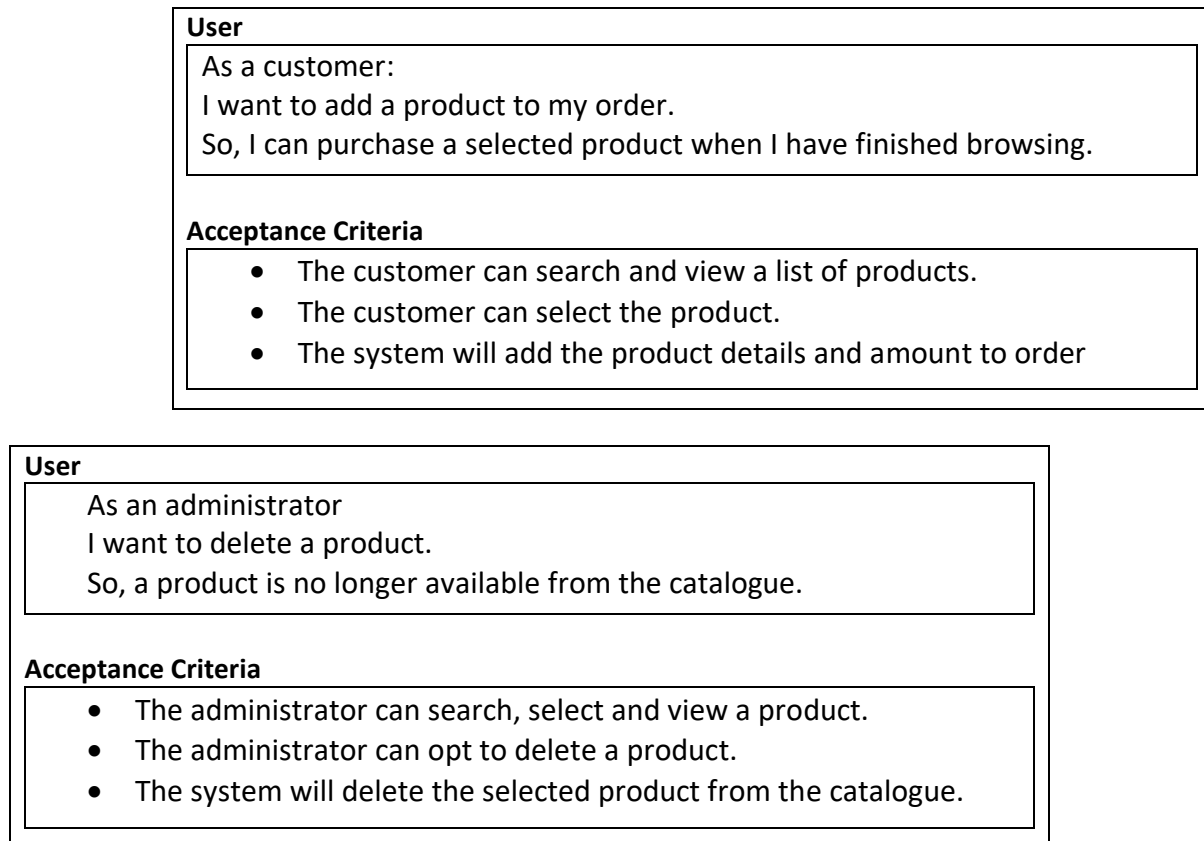 User
As a customer:
I want to add a product to my order.
So, I can purchase a selected product when I have finished browsing.
Acceptance Criteria
• The customer can search and view a list of products.
• The customer can select the product.
• The system will add the product details and amount to order
User
As an administrator
I want to delete a product.
So, a product is no longer available from the catalogue.
Acceptance Criteria
• The administrator can search, select and view a product.
• The administrator can opt to delete a product.
• The system will delete the selected product from the catalogue.